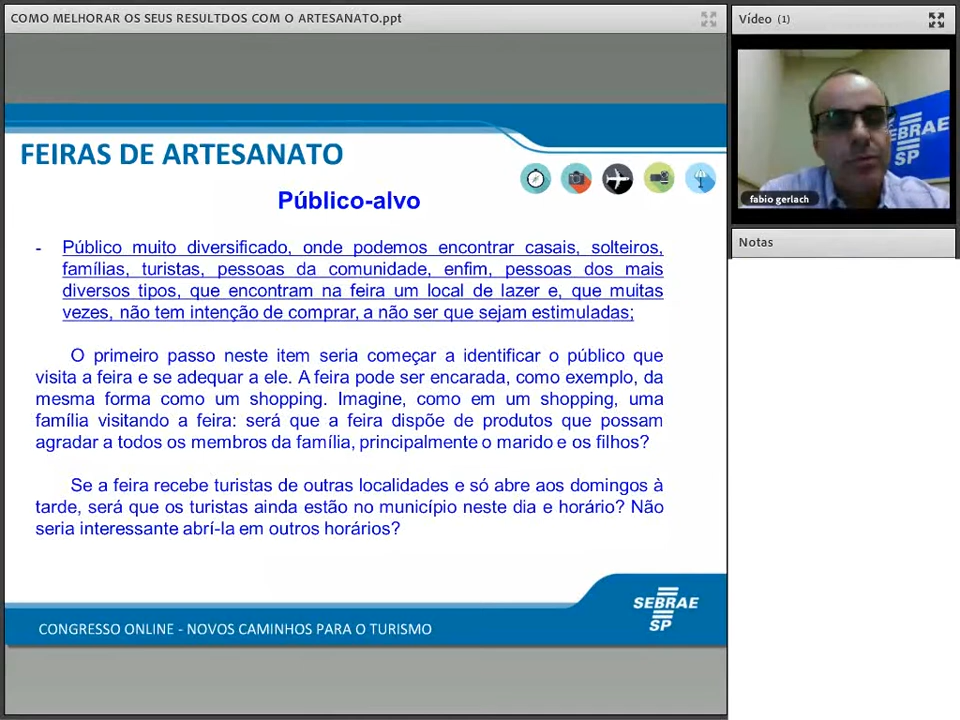 COMO MELHORAR OS SEUS RESULTDOS COM O ARTESANATO.ppt
Vídeo (1)
SEBRAE
SP
fabio gerlach
Notas
FEIRAS DE ARTESANATO
Público-alvo
- Público muito diversificado, onde podemos encontrar casais, solteiros,
famílias, turistas, pessoas da comunidade, enfim, pessoas dos mais
diversos tipos, que encontram na feira um local de lazer e, que muitas
vezes, não tem intenção de comprar, a não ser que sejam estimuladas;
O primeiro passo neste item seria começar a identificar o público que
visita a feira e se adequar a ele. A feira pode ser encarada, como exemplo, da
mesma forma como um shopping. Imagine, como em um shopping, uma
família visitando a feira: será que a feira dispõe de produtos que possam
agradar a todos os membros da família, principalmente o marido e os filhos?
Se a feira recebe turistas de outras localidades e só abre aos domingos à
tarde, será que os turistas ainda estão no município neste dia e horário? Não
seria interessante abrí-la em outros horários?
SEBRAE
SP
CONGRESSO ONLINE - NOVOS CAMINHOS PARA O TURISMO